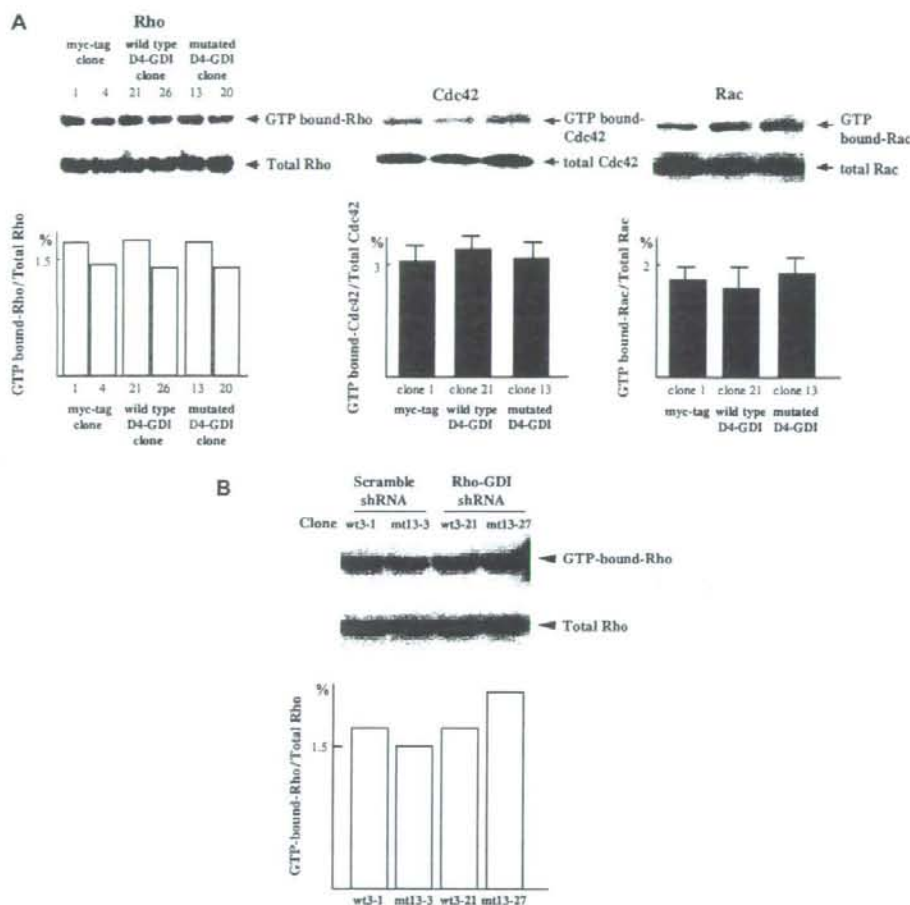 A
Rho
myc-tag clone
wild type D4-GDI clone
mutated D4-GDI clone
1 4 21 26 13 20
GTP bound-Rho
Total Rho
Cdc42
GTP bound-Cdc42
total Cdc42
Rac
GTP bound-Rac
total Rac
GTP bound-Rho/Total Rho
%
1.5
1 4 21 26 13 20
myc-tag clone
wild type D4-GDI clone
mutated D4-GDI clone
GTP bound-Cdc42/Total Cdc42
%
3
clone 1 clone 21 clone 13
myc-tag
wild type D4-GDI
mutated D4-GDI
GTP bound-Rac/Total Rac
%
2
clone 1 clone 21 clone 13
myc-tag
wild type D4-GDI
mutated D4-GDI
B
Scramble shRNA
Rho-GDI shRNA
Clone wt3-1 mt13-3 wt3-21 mt13-27
GTP-bound-Rho
Total Rho
GTP-bound-Rho/Total Rho
%
1.5
wt3-1 mt13-3 wt3-21 mt13-27